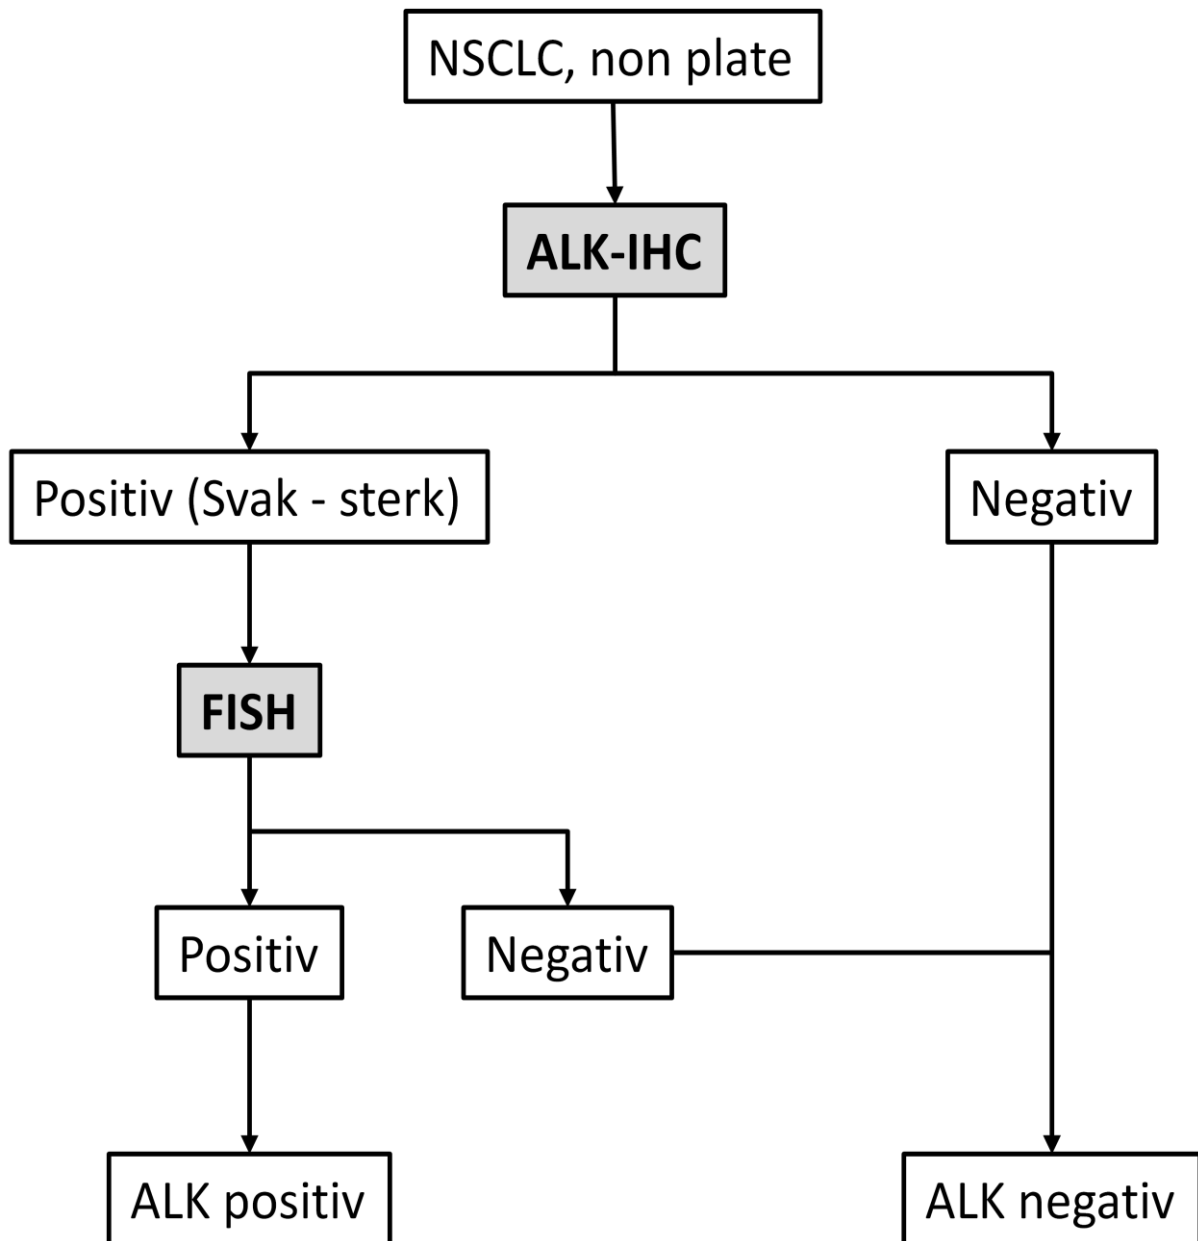 NSCLC, non plate
ALK-IHC
Positiv (Svak - sterk)
Negativ
FISH
Positiv
Negativ
ALK positiv
ALK negativ